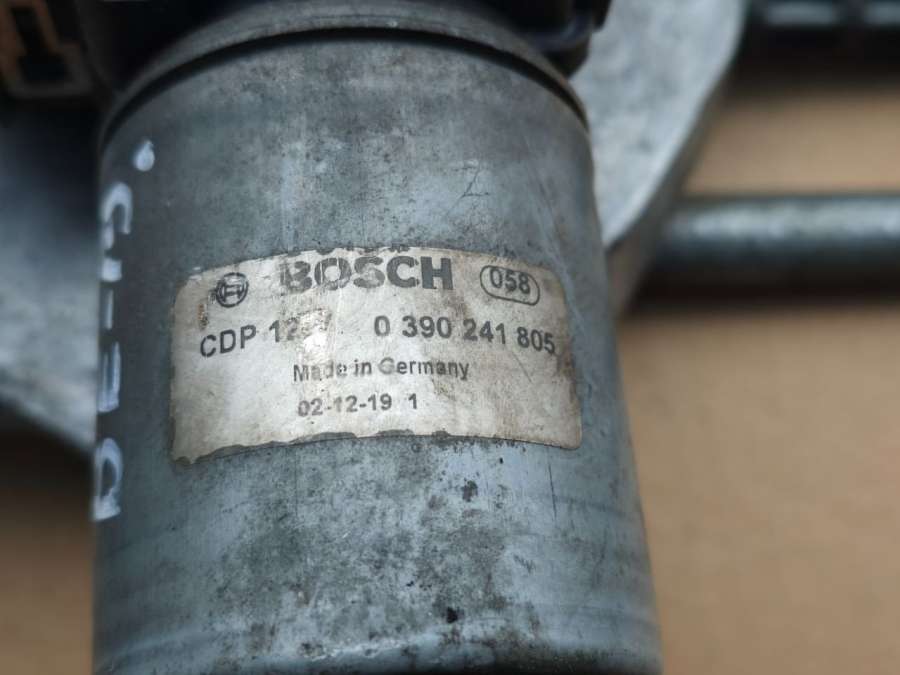 BOSCH 058
CDP 0 390 241 805
Made in Germany
02-12-19 1